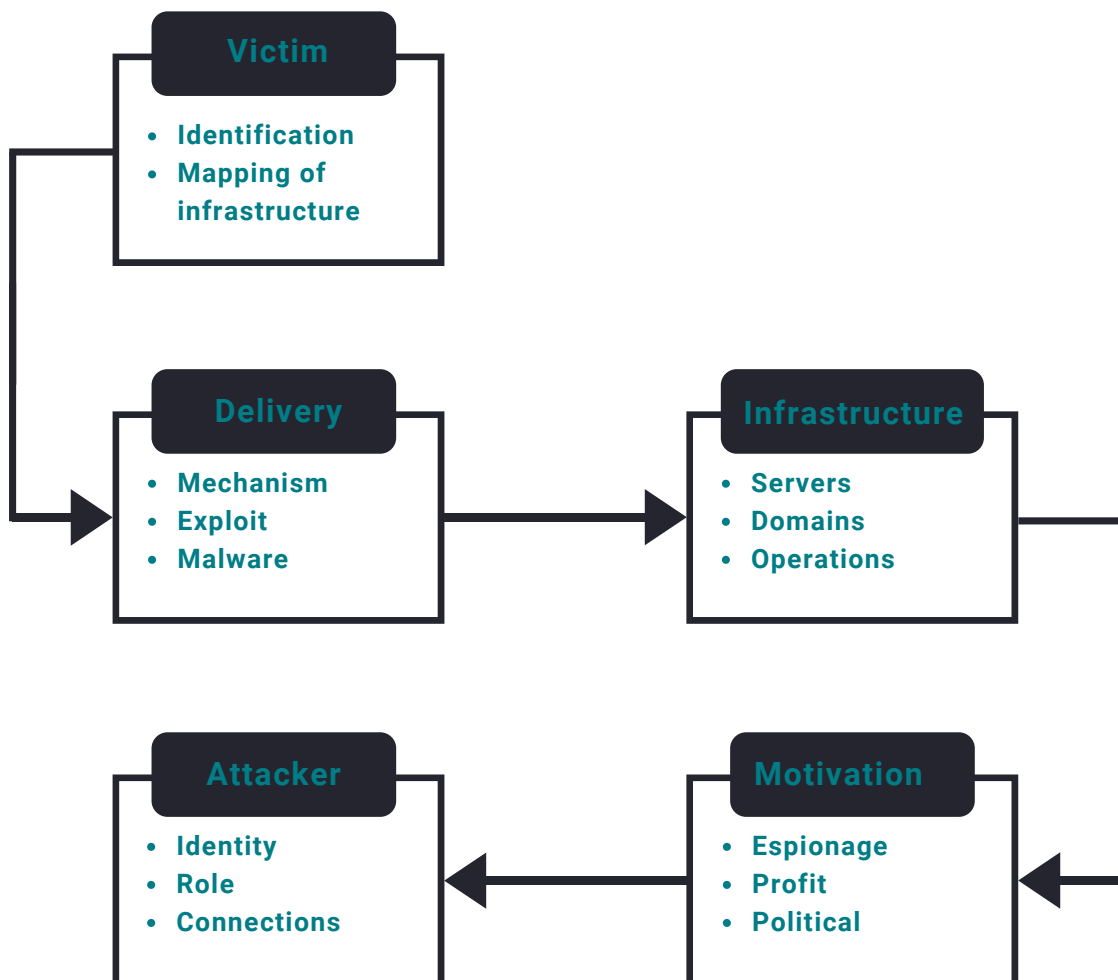 Victim
• Identification
• Mapping of
infrastructure
Delivery
• Mechanism
• Exploit
• Malware
Infrastructure
• Servers
• Domains
• Operations
Attacker
• Identity
• Role
• Connections
Motivation
• Espionage
• Profit
• Political